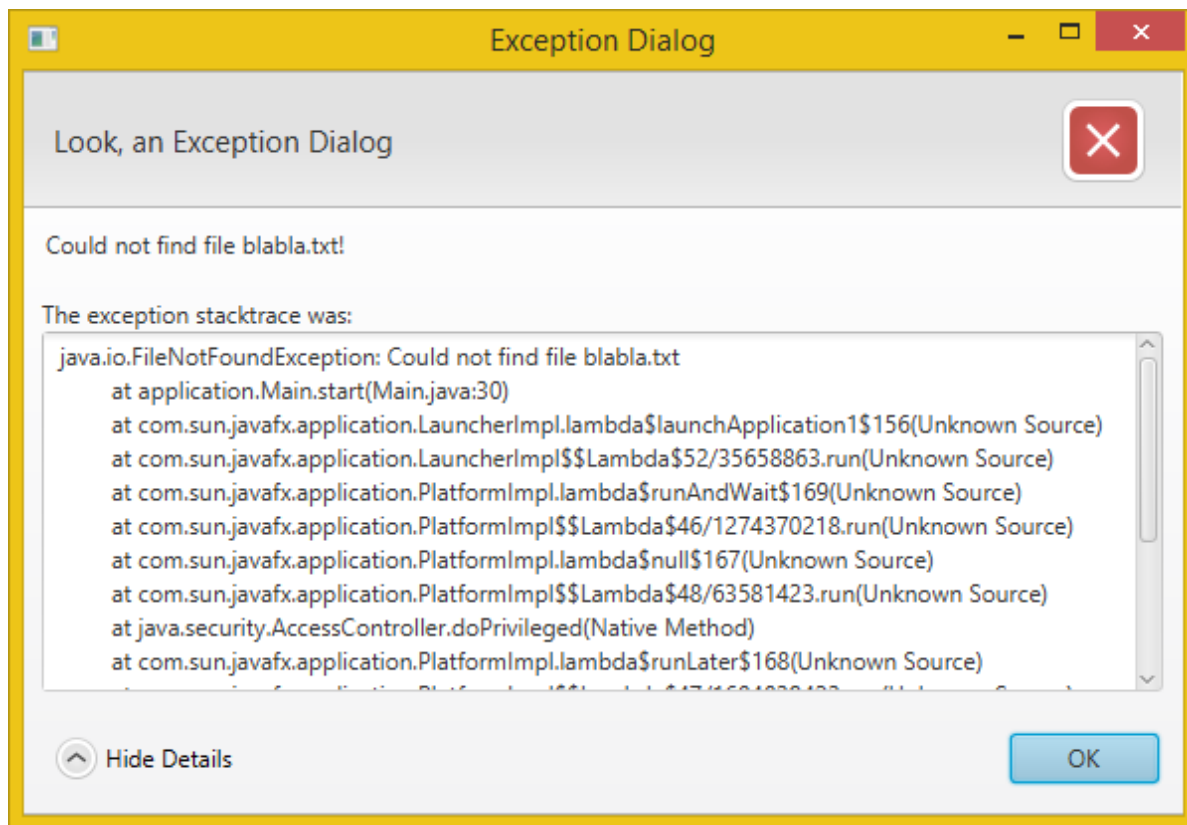 Exception Dialog
Look, an Exception Dialog
Could not find file blabla.txt!
The exception stacktrace was:
java.io.FileNotFoundException: Could not find file blabla.txt
at application.Main.start(Main.java:30)
at com.sun.javafx.application.LauncherImpl.lambda$launchApplication1$156(Unknown Source)
at com.sun.javafx.application.LauncherImpl$$Lambda$52/35658863.run(Unknown Source)
at com.sun.javafx.application.PlatformImpl.lambda$runAndWait$169(Unknown Source)
at com.sun.javafx.application.PlatformImpl$$Lambda$46/1274370218.run(Unknown Source)
at com.sun.javafx.application.PlatformImpl.lambda$null$167(Unknown Source)
at com.sun.javafx.application.PlatformImpl$$Lambda$48/63581423.run(Unknown Source)
at java.security.AccessController.doPrivileged(Native Method)
at com.sun.javafx.application.PlatformImpl.lambda$runLater$168(Unknown Source)
Hide Details
OK